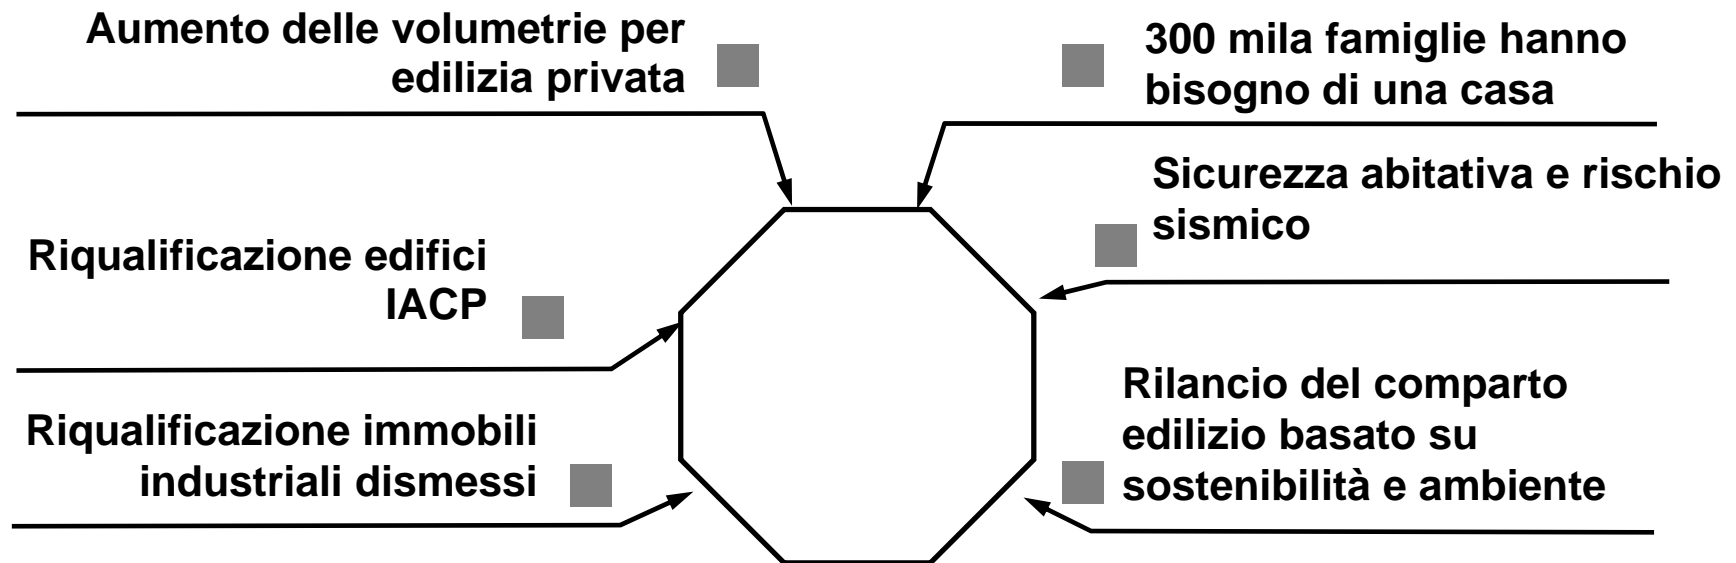 Aumento delle volumetrie per
edilizia privata
300 mila famiglie hanno
bisogno di una casa
Sicurezza abitativa e rischio
sismico
Riqualificazione edifici
IACP
Rilancio del comparto
edilizio basato su
sostenibilità e ambiente
Riqualificazione immobili
industriali dismessi